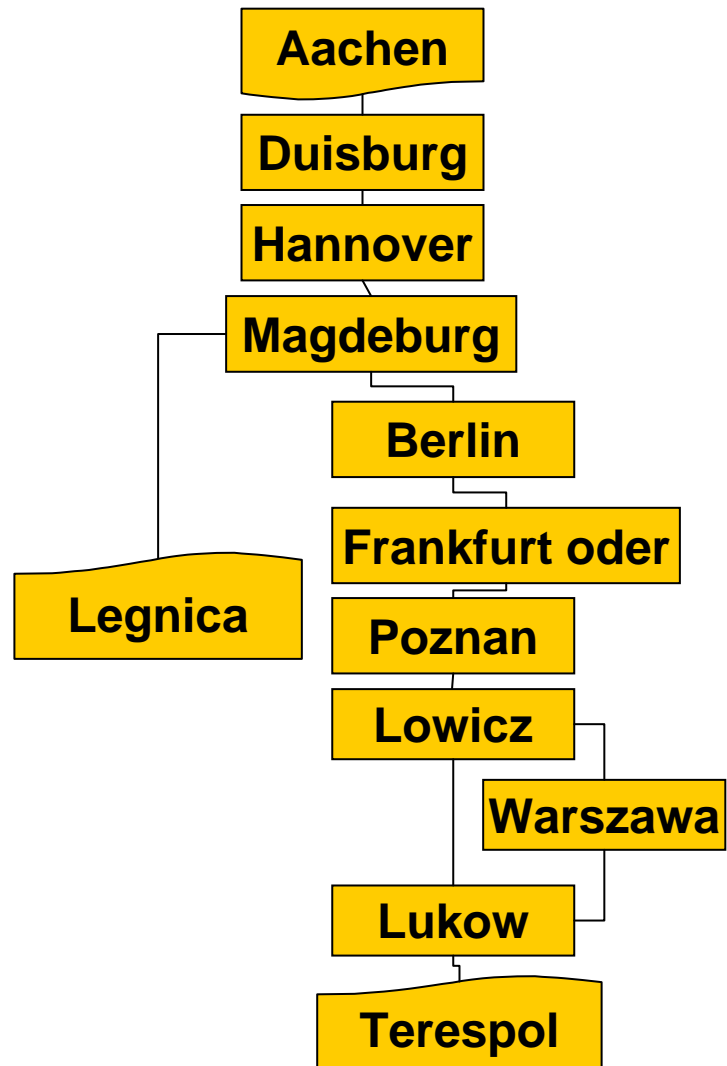 Aachen
Duisburg
Hannover
Magdeburg
Berlin
Frankfurt oder
Legnica
Poznan
Lowicz
Warszawa
Lukow
Terespol